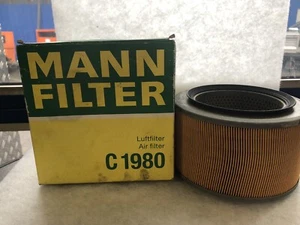 MANN
FILTER
Luftfilter
Air filter
C 1980